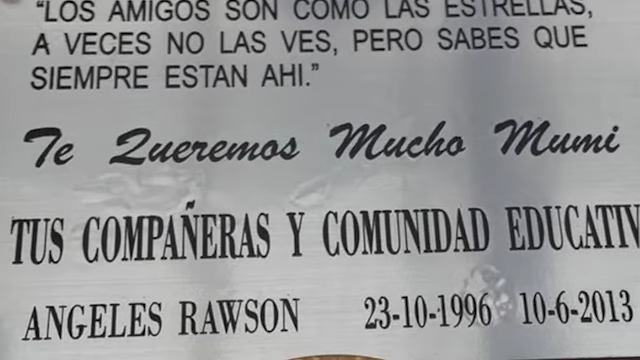 "LOS AMIGOS SON COMO LAS ESTRELLAS,
A VECES NO LAS VES, PERO SABES QUE
SIEMPRE ESTAN AHI."
Te Queremos Mucho Mumi
TUS COMPAÑERAS Y COMUNIDAD EDUCATIV
ANGELES RAWSON 23-10-1996 10-6-2013